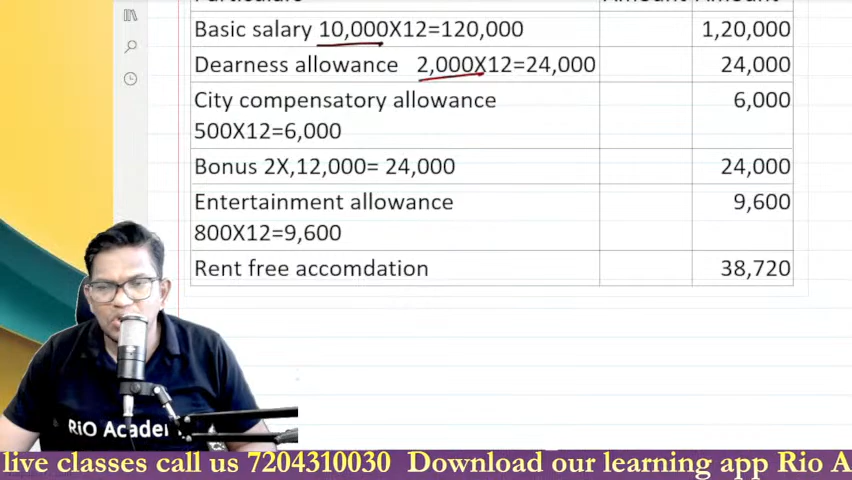 Basic salary 10,000X12=120,000 1,20,000
Dearness allowance 2,000X12=24,000 24,000
City compensatory allowance 6,000
500X12=6,000
Bonus 2X,12,000= 24,000 24,000
Entertainment allowance 9,600
800X12=9,600
Rent free accomdation 38,720
RiO Acade
live classes call us 7204310030 Download our learning app Rio A